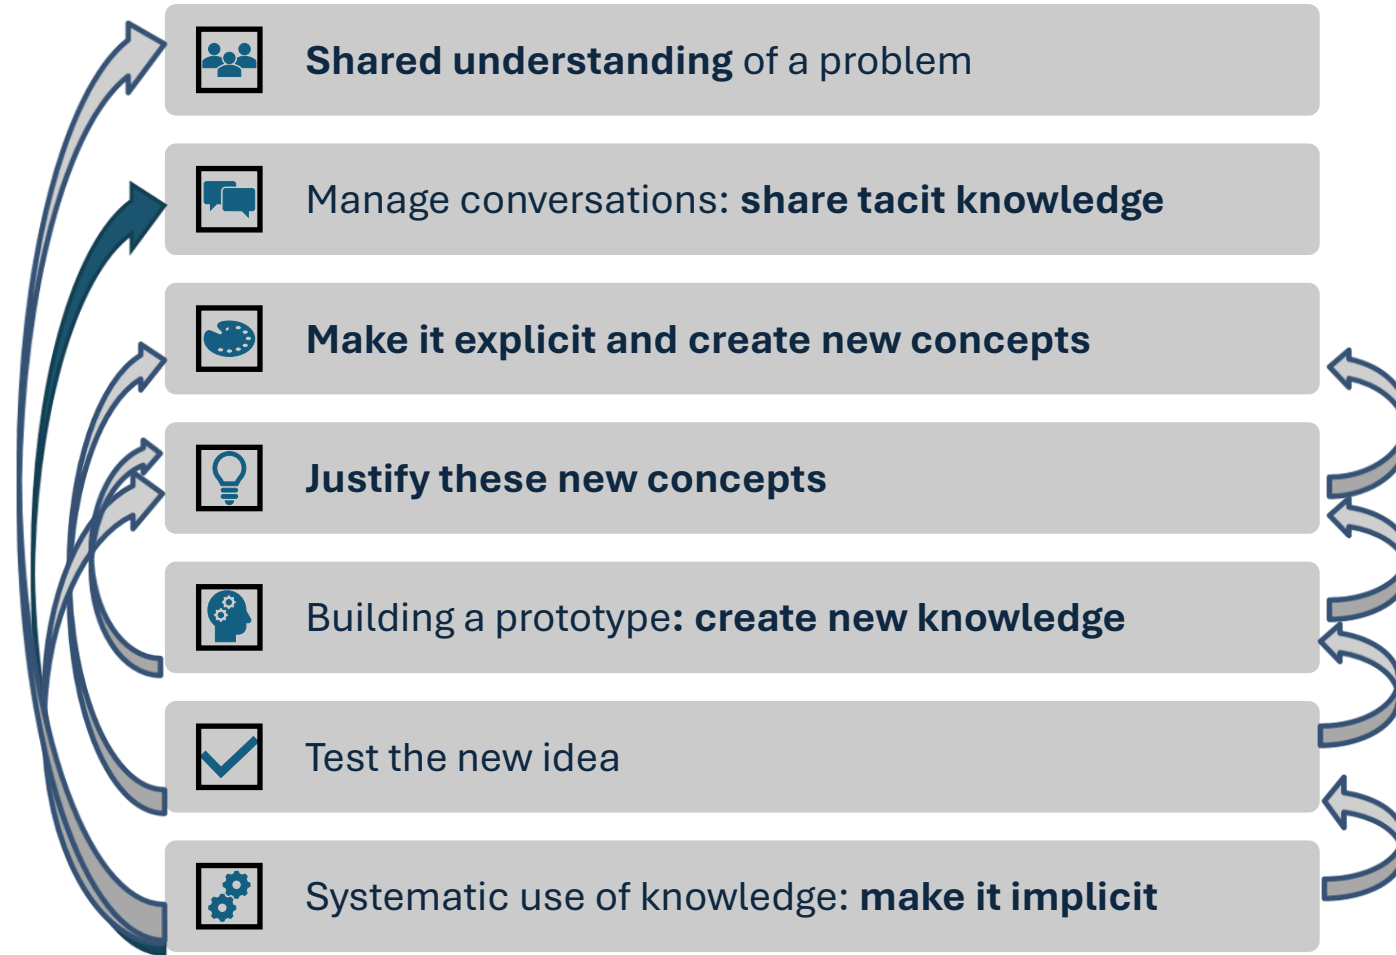 Shared understanding of a problem
Manage conversations: share tacit knowledge
Make it explicit and create new concepts
Justify these new concepts
Building a prototype: create new knowledge
Test the new idea
Systematic use of knowledge: make it implicit